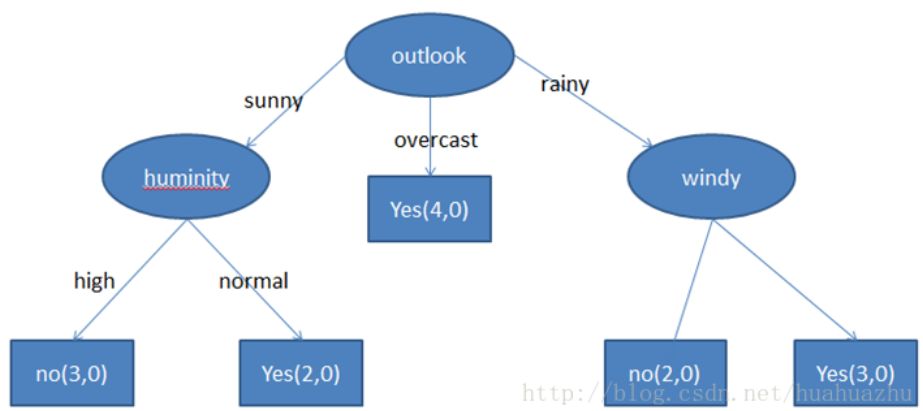 outlook
sunny
rainy
overcast
huminity
windy
Yes(4,0)
high
normal
no(3,0)
Yes(2,0)
no(2,0)
Yes(3,0)
http://blog.csdn.net/huahuazhu